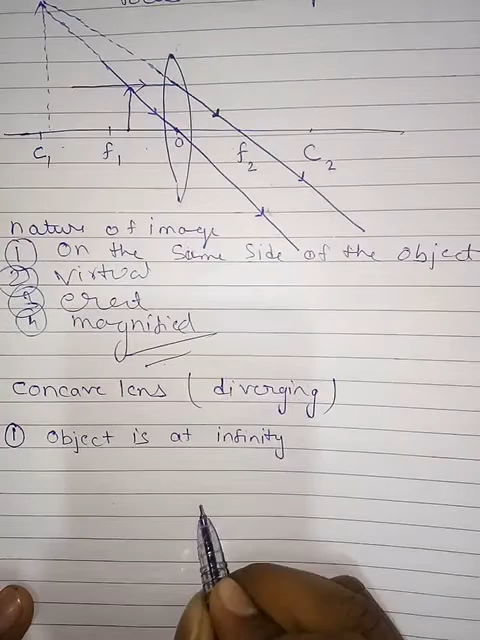 C1 f1 O f2 C2
nature of image
1 On the same side of the object
2 Virtual
3 erect
4 magnified
Concave lens (diverging)
1 Object is at infinity